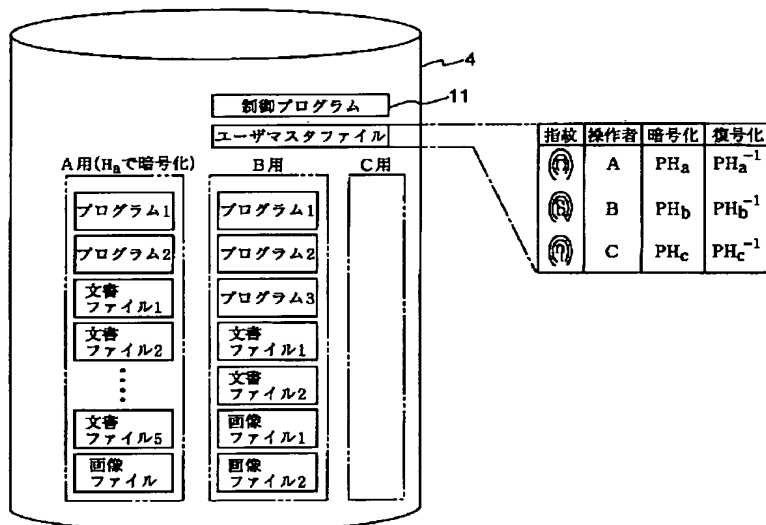 4
制御プログラム
11
ユーザマスタファイル
A用(Haで暗号化)
B用
C用
プログラム1
プログラム2
文書
ファイル1
文書
ファイル2
文書
ファイル5
画像
ファイル
プログラム1
プログラム2
プログラム3
文書
ファイル1
文書
ファイル2
画像
ファイル1
画像
ファイル2
指紋 操作者 暗号化 復号化
A PHa PHa-1
B PHb PHb-1
C PHc PHc-1